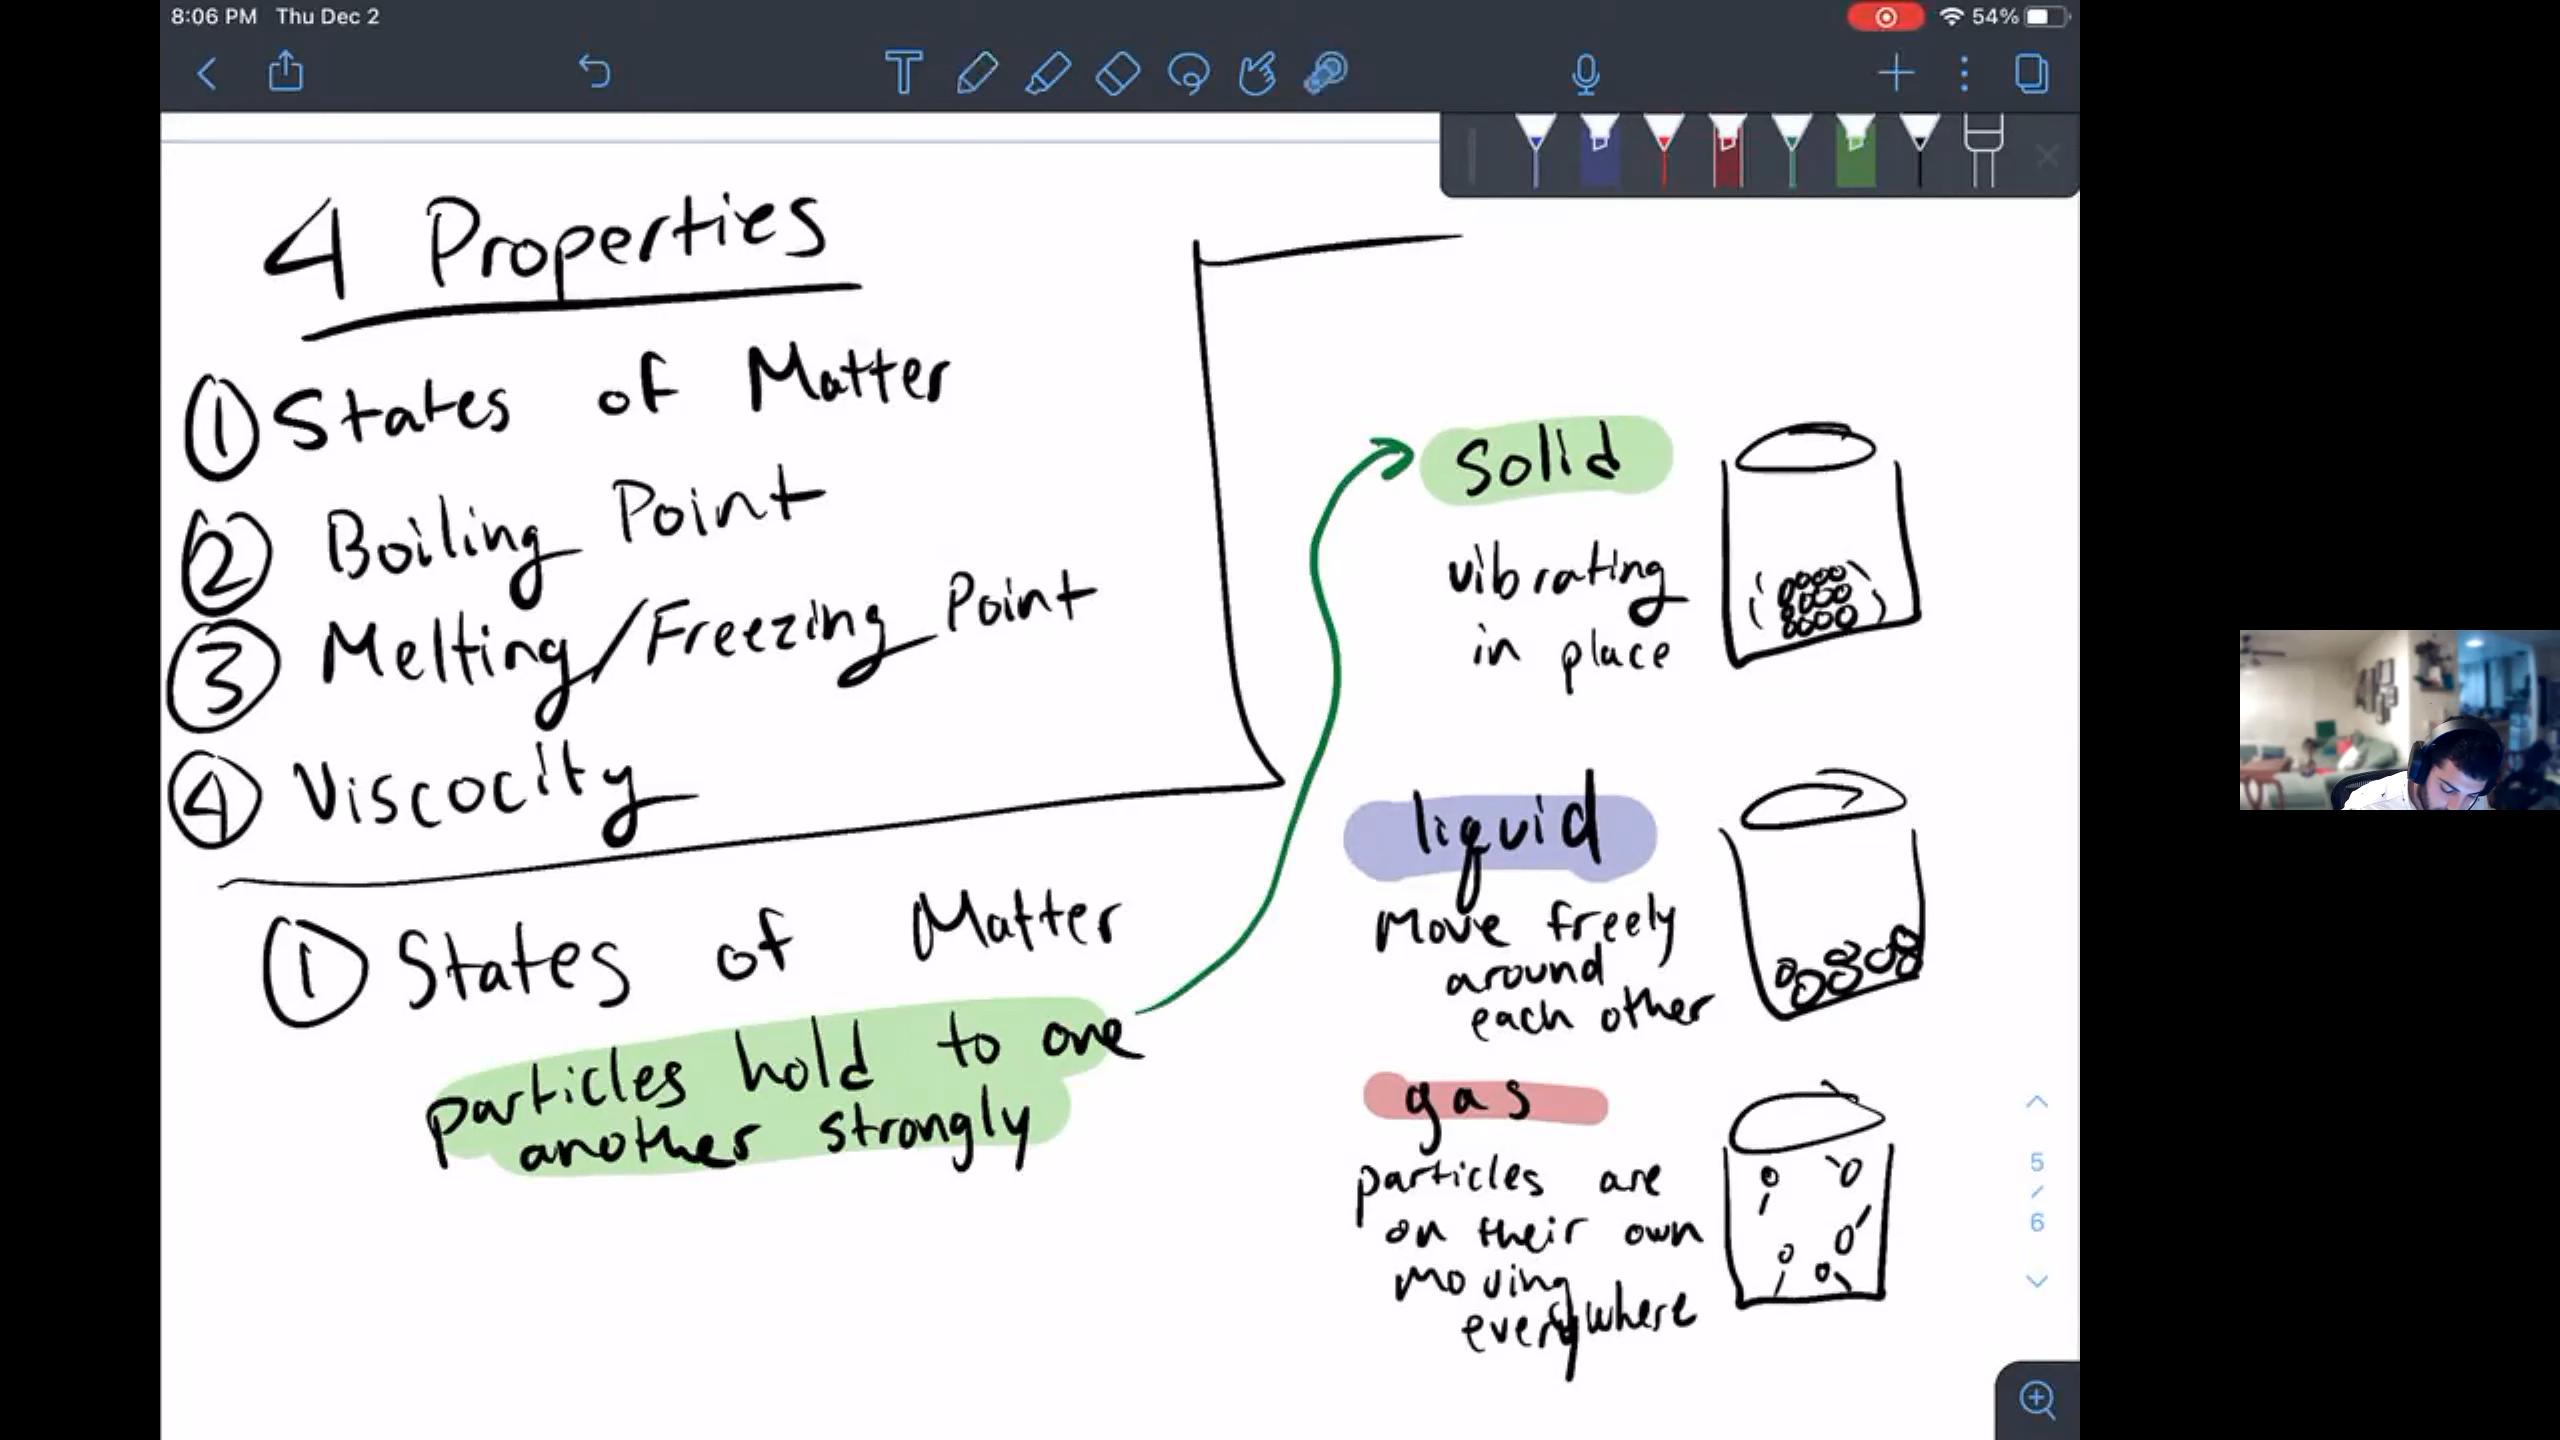 8:06 PM Thu Dec 2
54%
4 Properties
① States of Matter
② Boiling Point
③ Melting/Freezing Point
④ Viscocity
① States of Matter
particles hold to one
another strongly
solid
vibrating
in place
liquid
Move freely
around
each other
gas
particles are
on their own
moving
everywhere
5
/
6